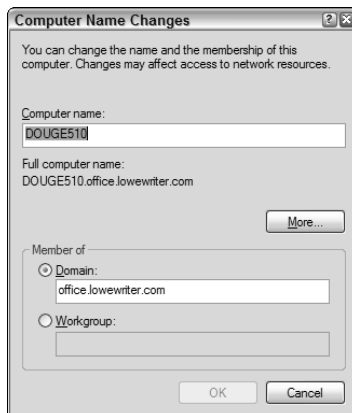 Computer Name Changes
You can change the name and the membership of this
computer. Changes may affect access to network resources.
Computer name:
DOUGE510
Full computer name:
DOUGE510.office.lowewriter.com
More...
Member of
Domain:
office.lowewriter.com
Workgroup:
OK Cancel